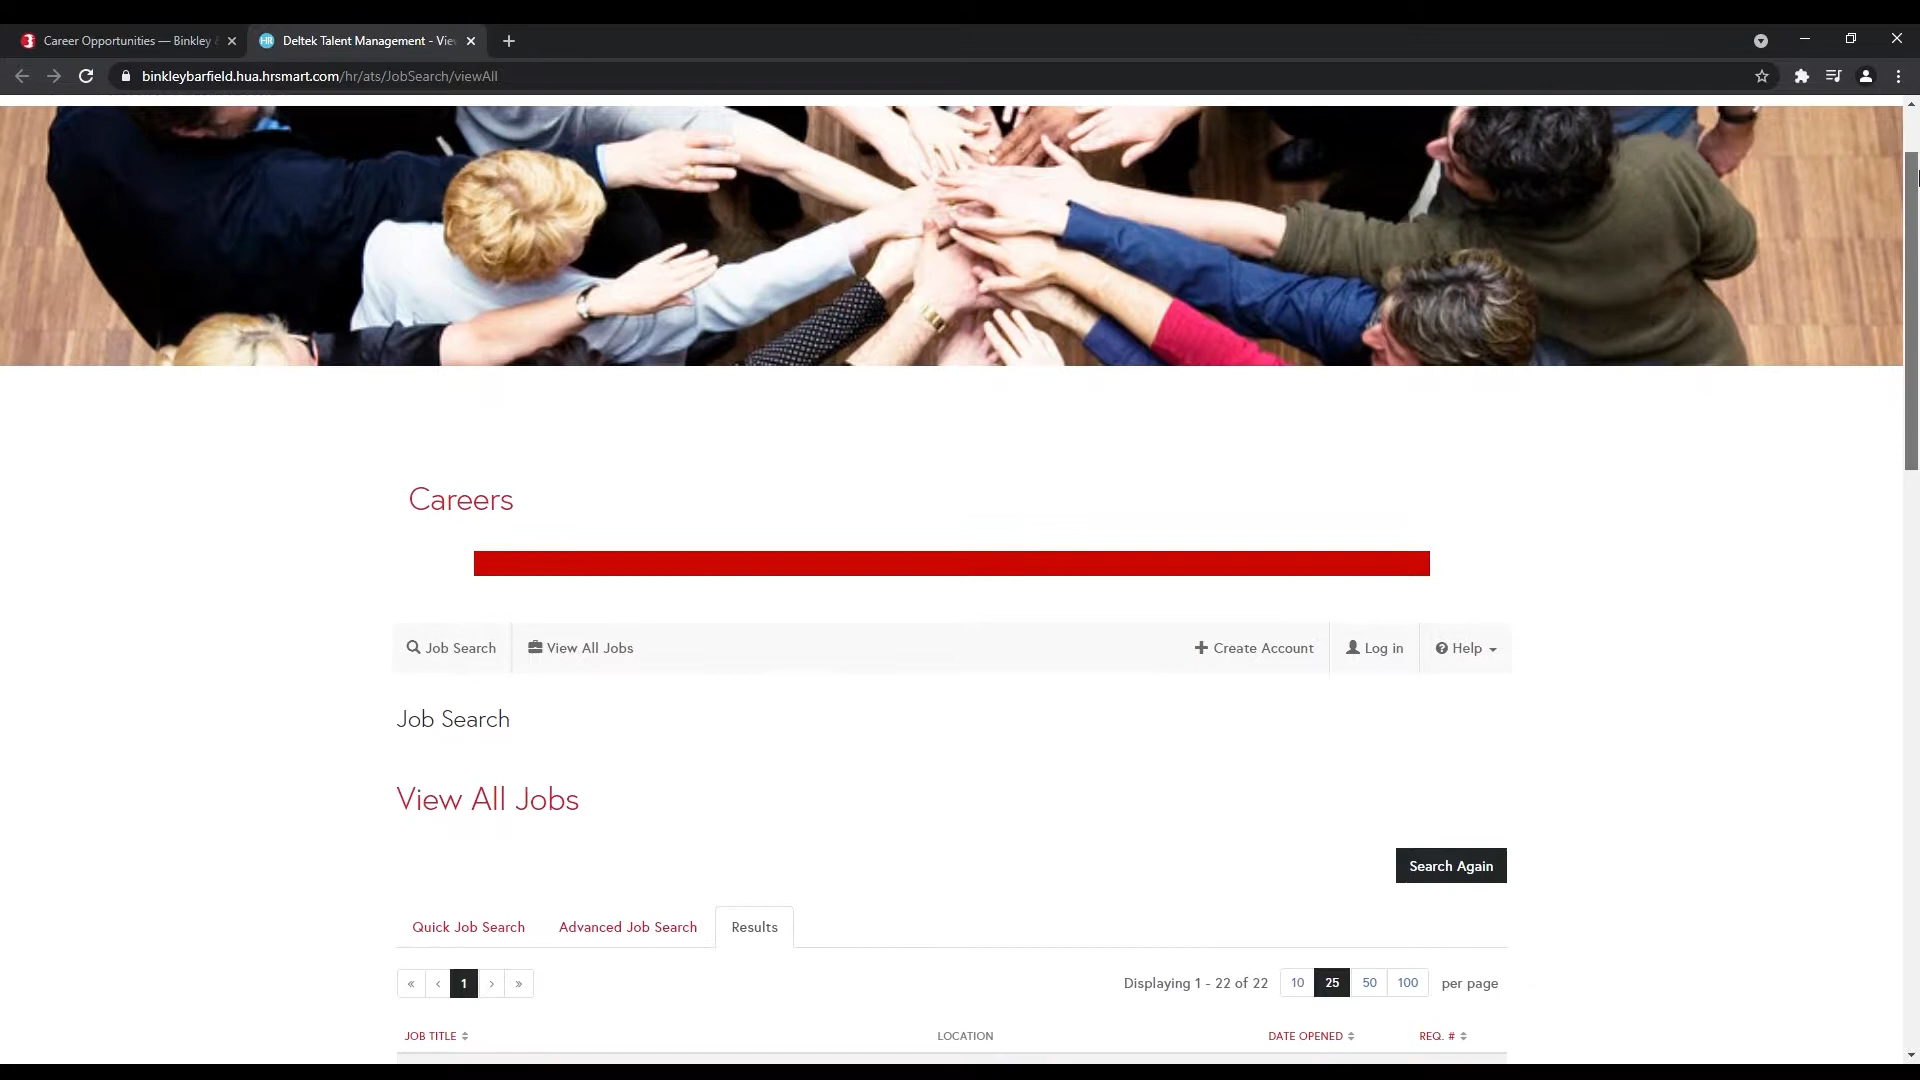 Career Opportunities — Binkley
Deltek Talent Management - Vie
binkleybarfield.hua.hrsmart.com/hr/ats/JobSearch/viewAll
Careers
Job Search
View All Jobs
Create Account
Log in
Help
Job Search
View All Jobs
Search Again
Quick Job Search
Advanced Job Search
Results
« ‹ 1 › »
Displaying 1 - 22 of 22
10 25 50 100 per page
JOB TITLE
LOCATION
DATE OPENED
REQ. #